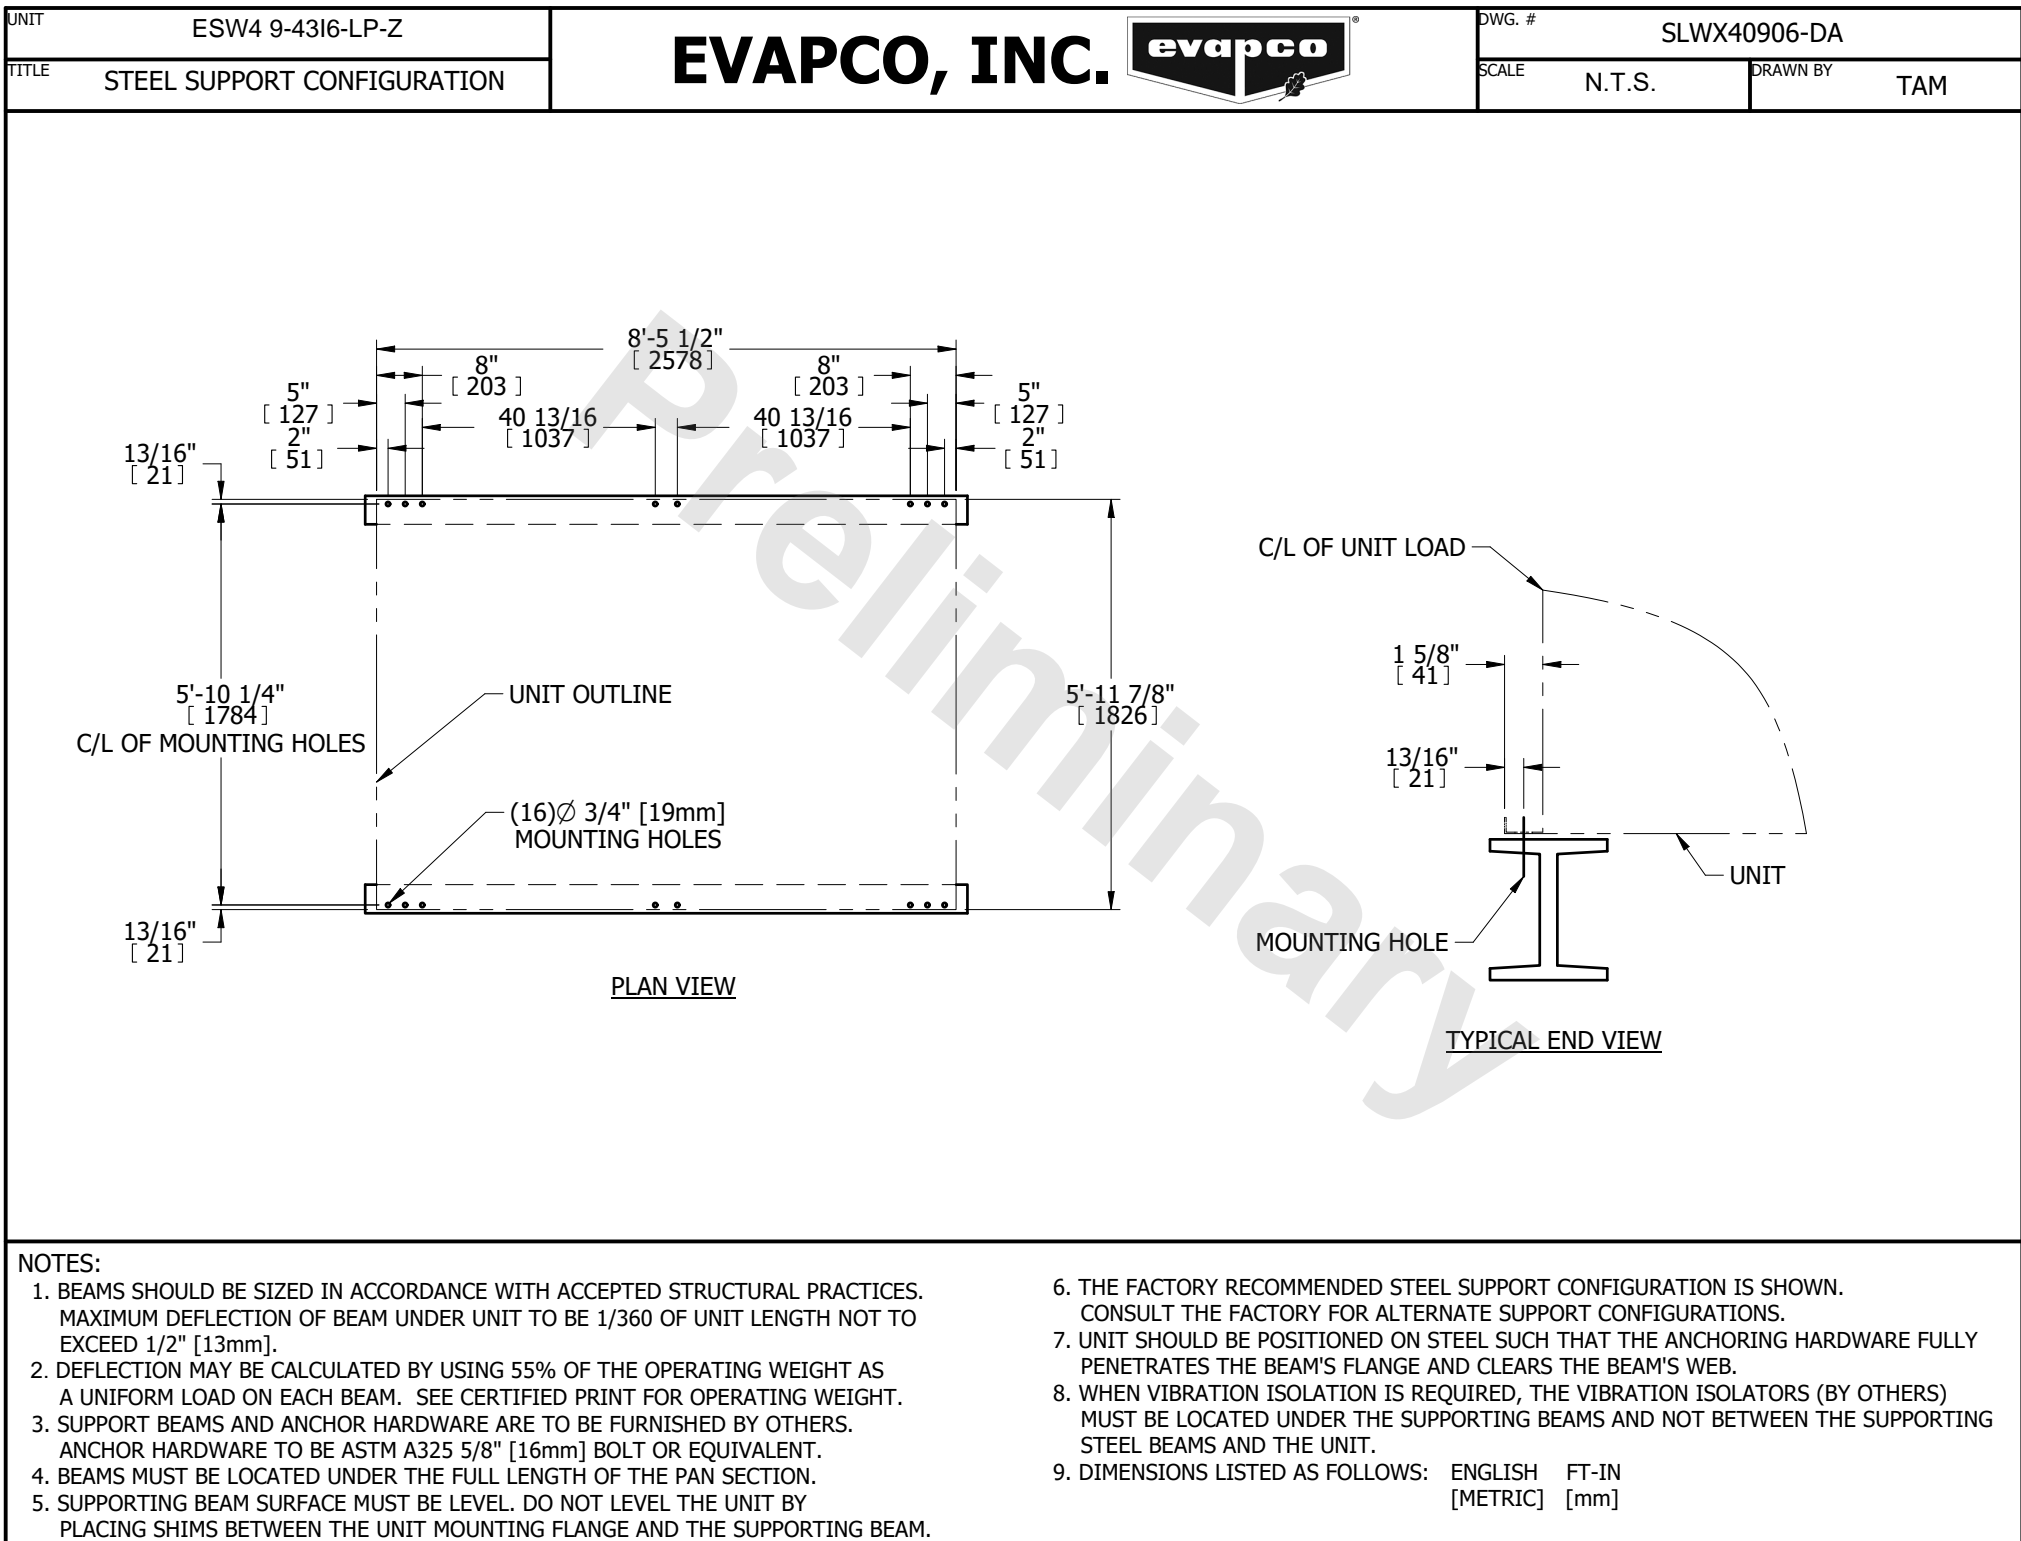 UNIT
ESW4 9-43I6-LP-Z
TITLE
STEEL SUPPORT CONFIGURATION
EVAPCO, INC.
evapco
®
DWG. #
SLWX40906-DA
SCALE
N.T.S.
DRAWN BY
TAM
8'-5 1/2"
[ 2578 ]
8"
[ 203 ]
8"
[ 203 ]
5"
[ 127 ]
5"
[ 127 ]
40 13/16
[ 1037 ]
40 13/16
[ 1037 ]
2"
[ 51 ]
2"
[ 51 ]
13/16"
[ 21 ]
5'-10 1/4"
[ 1784 ]
C/L OF MOUNTING HOLES
UNIT OUTLINE
5'-11 7/8"
[ 1826 ]
(16)Ø 3/4" [19mm]
MOUNTING HOLES
13/16"
[ 21 ]
PLAN VIEW
C/L OF UNIT LOAD
1 5/8"
[ 41 ]
13/16"
[ 21 ]
UNIT
MOUNTING HOLE
TYPICAL END VIEW
Preliminary
NOTES:
1. BEAMS SHOULD BE SIZED IN ACCORDANCE WITH ACCEPTED STRUCTURAL PRACTICES.
MAXIMUM DEFLECTION OF BEAM UNDER UNIT TO BE 1/360 OF UNIT LENGTH NOT TO
EXCEED 1/2" [13mm].
2. DEFLECTION MAY BE CALCULATED BY USING 55% OF THE OPERATING WEIGHT AS
A UNIFORM LOAD ON EACH BEAM. SEE CERTIFIED PRINT FOR OPERATING WEIGHT.
3. SUPPORT BEAMS AND ANCHOR HARDWARE ARE TO BE FURNISHED BY OTHERS.
ANCHOR HARDWARE TO BE ASTM A325 5/8" [16mm] BOLT OR EQUIVALENT.
4. BEAMS MUST BE LOCATED UNDER THE FULL LENGTH OF THE PAN SECTION.
5. SUPPORTING BEAM SURFACE MUST BE LEVEL. DO NOT LEVEL THE UNIT BY
PLACING SHIMS BETWEEN THE UNIT MOUNTING FLANGE AND THE SUPPORTING BEAM.
6. THE FACTORY RECOMMENDED STEEL SUPPORT CONFIGURATION IS SHOWN.
CONSULT THE FACTORY FOR ALTERNATE SUPPORT CONFIGURATIONS.
7. UNIT SHOULD BE POSITIONED ON STEEL SUCH THAT THE ANCHORING HARDWARE FULLY
PENETRATES THE BEAM'S FLANGE AND CLEARS THE BEAM'S WEB.
8. WHEN VIBRATION ISOLATION IS REQUIRED, THE VIBRATION ISOLATORS (BY OTHERS)
MUST BE LOCATED UNDER THE SUPPORTING BEAMS AND NOT BETWEEN THE SUPPORTING
STEEL BEAMS AND THE UNIT.
9. DIMENSIONS LISTED AS FOLLOWS: ENGLISH FT-IN
[METRIC] [mm]